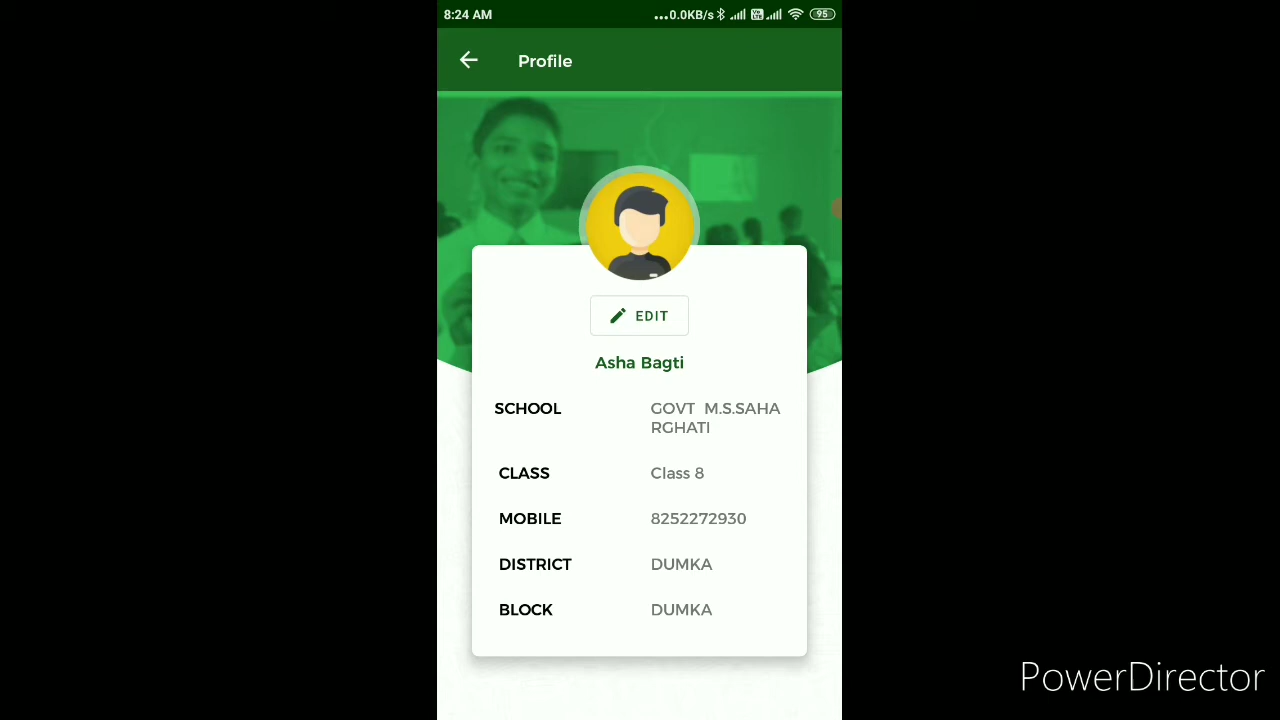 8:24 AM
...0.0KB/s
95
Profile
EDIT
Asha Bagti
SCHOOL GOVT M.S.SAHA
RGHATI
CLASS Class 8
MOBILE 8252272930
DISTRICT DUMKA
BLOCK DUMKA
PowerDirector